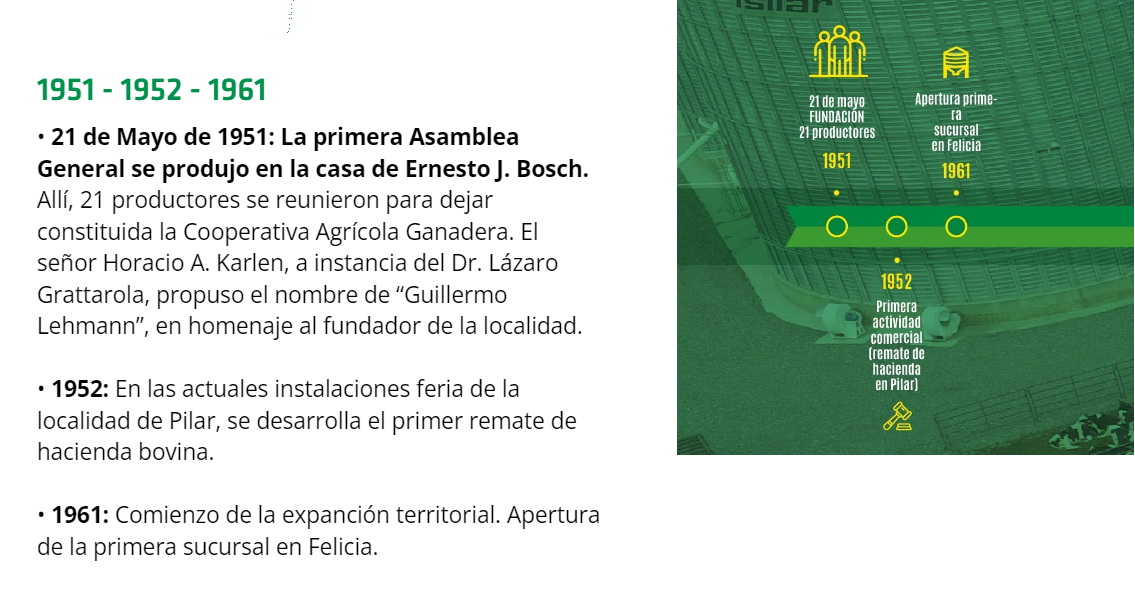 1951 - 1952 - 1961
• 21 de Mayo de 1951: La primera Asamblea
General se produjo en la casa de Ernesto J. Bosch.
Allí, 21 productores se reunieron para dejar
constituida la Cooperativa Agrícola Ganadera. El
señor Horacio A. Karlen, a instancia del Dr. Lázaro
Grattarola, propuso el nombre de “Guillermo
Lehmann”, en homenaje al fundador de la localidad.
• 1952: En las actuales instalaciones feria de la
localidad de Pilar, se desarrolla el primer remate de
hacienda bovina.
• 1961: Comienzo de la expanción territorial. Apertura
de la primera sucursal en Felicia.
21 de mayo
FUNDACIÓN
21 productores
1951
Apertura prime-
ra
sucursal
en Felicia
1961
1952
Primera
actividad
comercial
(remate de
hacienda
en Pilar)